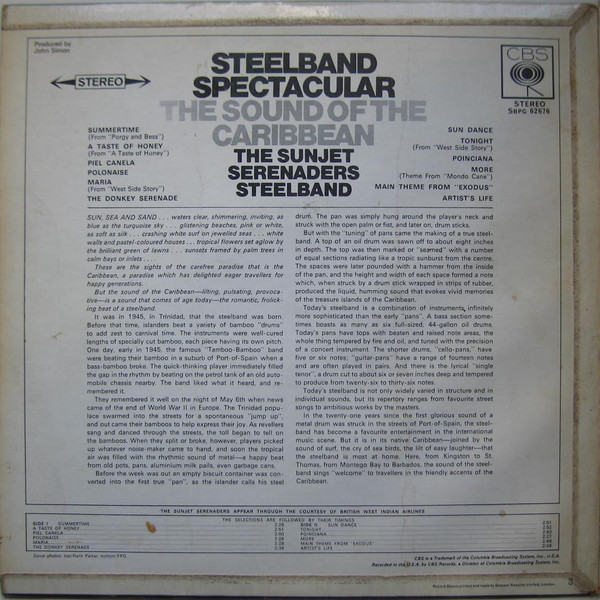 Produced by
John Simon
STEREO
CBS
STEREO
SBPG 62676
STEELBAND
SPECTACULAR
THE SOUND OF THE
CARIBBEAN
THE SUNJET
SERENADERS
STEELBAND
SUMMERTIME
(From "Porgy and Bess")
A TASTE OF HONEY
(From "A Taste of Honey")
PIEL CANELA
POLONAISE
MARIA
(From "West Side Story")
THE DONKEY SERENADE
SUN DANCE
TONIGHT
(From "West Side Story")
POINCIANA
MORE
(Theme From "Mondo Cane")
MAIN THEME FROM "EXODUS"
ARTIST'S LIFE
SUN, SEA AND SAND . . . waters clear, shimmering, inviting, as
blue as the turquoise sky . . . glistening beaches, pink or white,
as soft as silk . . . crashing white surf on jewelled seas . . . white
walls and pastel-coloured houses . . . tropical flowers set aglow by
the brilliant green of lawns . . . sunsets framed by palm trees in
calm bays or inlets . . .
These are the sights of the carefree paradise that is the
Caribbean, a paradise which has delighted eager travellers for
happy generations.
But the sound of the Caribbean—lilting, pulsating, provoca-
tive—is a sound that comes of age today—the romantic, frolick-
ing beat of a steelband.
It was in 1945, in Trinidad, that the steelband was born.
Before that time, islanders beat a variety of bamboo "drums"
to add zest to carnival time. The instruments were well-cured
lengths of specially cut bamboo, each piece having its own pitch.
One day, early in 1945, the famous "Tamboo-Bamboo" band
were beating their bamboo in a suburb of Port-of-Spain when a
bass-bamboo broke. The quick-thinking player immediately filled
the gap in the rhythm by beating on the petrol tank of an old auto-
mobile chassis nearby. The band liked what it heard, and re-
membered it.
They remembered it well on the night of May 6th when news
came of the end of World War II in Europe. The Trinidad popu-
lace swarmed into the streets for a spontaneous "jump up",
and out came their bamboos to help express their joy. As revellers
sang and danced through the streets, the toll began to tell on
the bamboos. When they split or broke, however, players picked
up whatever noise-maker came to hand, and soon the tropical
air was filled with the rhythmic sound of metal—a happy beat
from old pots, pans, aluminium milk pails, even garbage cans.
Before the week was out an empty biscuit container was con-
verted into the first true "pan", as the islander calls his steel
drum. The pan was simply hung around the player's neck and
struck with the open palm or fist, and later on, drum sticks.
But with the "tuning" of pans came the making of a true steel-
band. A top of an oil drum was sawn off to about eight inches
in depth. The top was then marked or "seamed" with a number
of equal sections radiating like a tropic sunburst from the centre.
The spaces were later pounded with a hammer from the inside
of the pan, and the height and width of each space formed a note
which, when struck by a drum stick wrapped in strips of rubber,
produced the liquid, humming sound that evokes vivid memories
of the treasure islands of the Caribbean.
Today's steelband is a combination of instruments, infinitely
more sophisticated than the early "pans". A bass section some-
times boasts as many as six full-sized, 44-gallon oil drums.
Today's pans have tops with beaten and raised note areas, the
whole thing tempered by fire and oil, and tuned with the precision
of a concert instrument. The shorter drums, "cello-pans," have
five or six notes; "guitar-pans" have a range of fourteen notes
and are often played in pairs. And there is the lyrical "single
tenor", a drum cut to about six or seven inches deep and tempered
to produce from twenty-six to thirty-six notes.
Today's steelband is not only widely varied in structure and in
individual sounds, but its repertory ranges from favourite street
songs to ambitious works by the masters.
In the twenty-one years since the first glorious sound of a
metal drum was struck in the streets of Port-of-Spain, the steel-
band has become a favourite entertainment in the international
music scene. But it is in its native Caribbean—joined by the
sound of surf, the cry of sea birds, the lilt of easy laughter—that
the steelband is most at home. Here, from Kingston to St.
Thomas, from Montego Bay to Barbados, the sound of the steel-
band sings "welcome" to travellers in the friendly accents of the
Caribbean.
THE SUNJET SERENADERS APPEAR THROUGH THE COURTESY OF BRITISH WEST INDIAN AIRLINES
THE SELECTIONS ARE FOLLOWED BY THEIR TIMINGS
SIDE I SUMMERTIME
A TASTE OF HONEY
PIEL CANELA
POLONAISE
MARIA
THE DONKEY SERENADE
SIDE II SUN DANCE
TONIGHT
POINCIANA
MORE
MAIN THEME FROM "EXODUS"
ARTIST'S LIFE
CBS is a Trademark of the Columbia Broadcasting System, Inc., U.S.A.
Recorded in the U.S.A. by CBS Records, a Division of Columbia Broadcasting System, Inc.